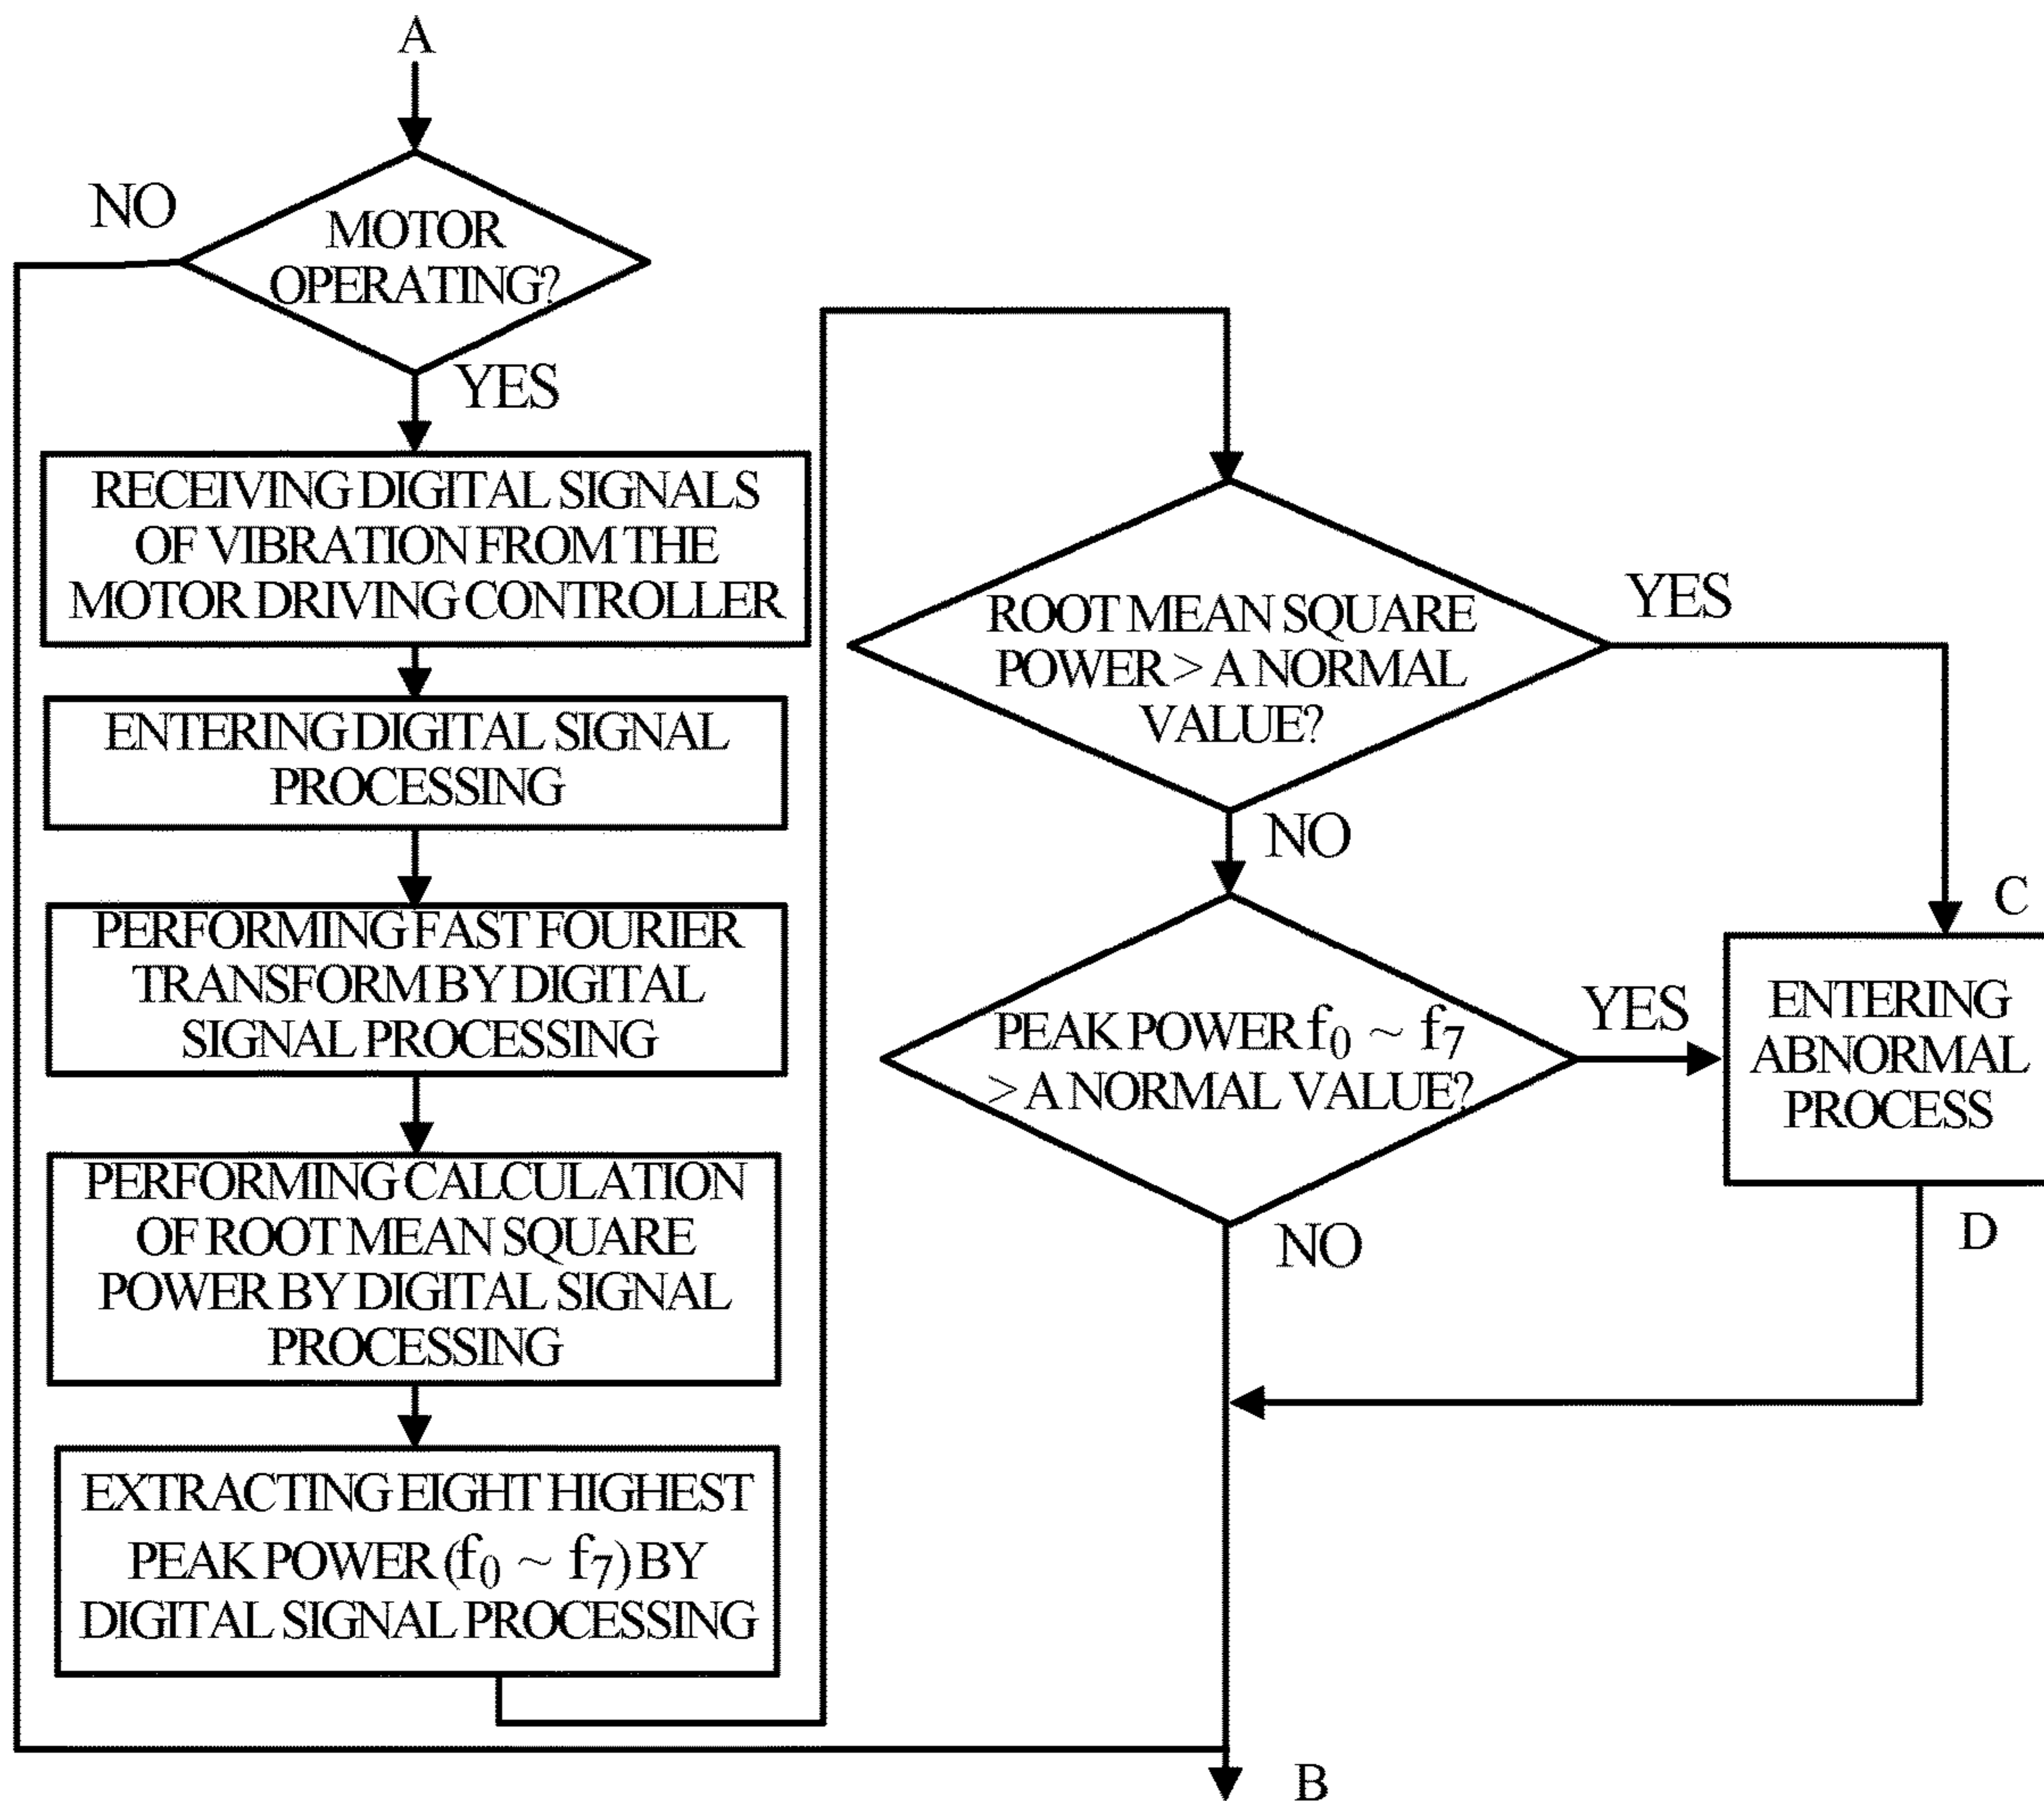 A
NO
MOTOR
OPERATING?
YES
RECEIVING DIGITAL SIGNALS
OF VIBRATION FROM THE
MOTOR DRIVING CONTROLLER
ENTERING DIGITAL SIGNAL
PROCESSING
PERFORMING FAST FOURIER
TRANSFORM BY DIGITAL
SIGNAL PROCESSING
PERFORMING CALCULATION
OF ROOT MEAN SQUARE
POWER BY DIGITAL SIGNAL
PROCESSING
EXTRACTING EIGHT HIGHEST
PEAK POWER (f₀ ~ f₇) BY
DIGITAL SIGNAL PROCESSING
ROOT MEAN SQUARE
POWER > A NORMAL
VALUE?
YES
NO
PEAK POWER f₀ ~ f₇
> A NORMAL VALUE?
YES
NO
C
ENTERING
ABNORMAL
PROCESS
D
B